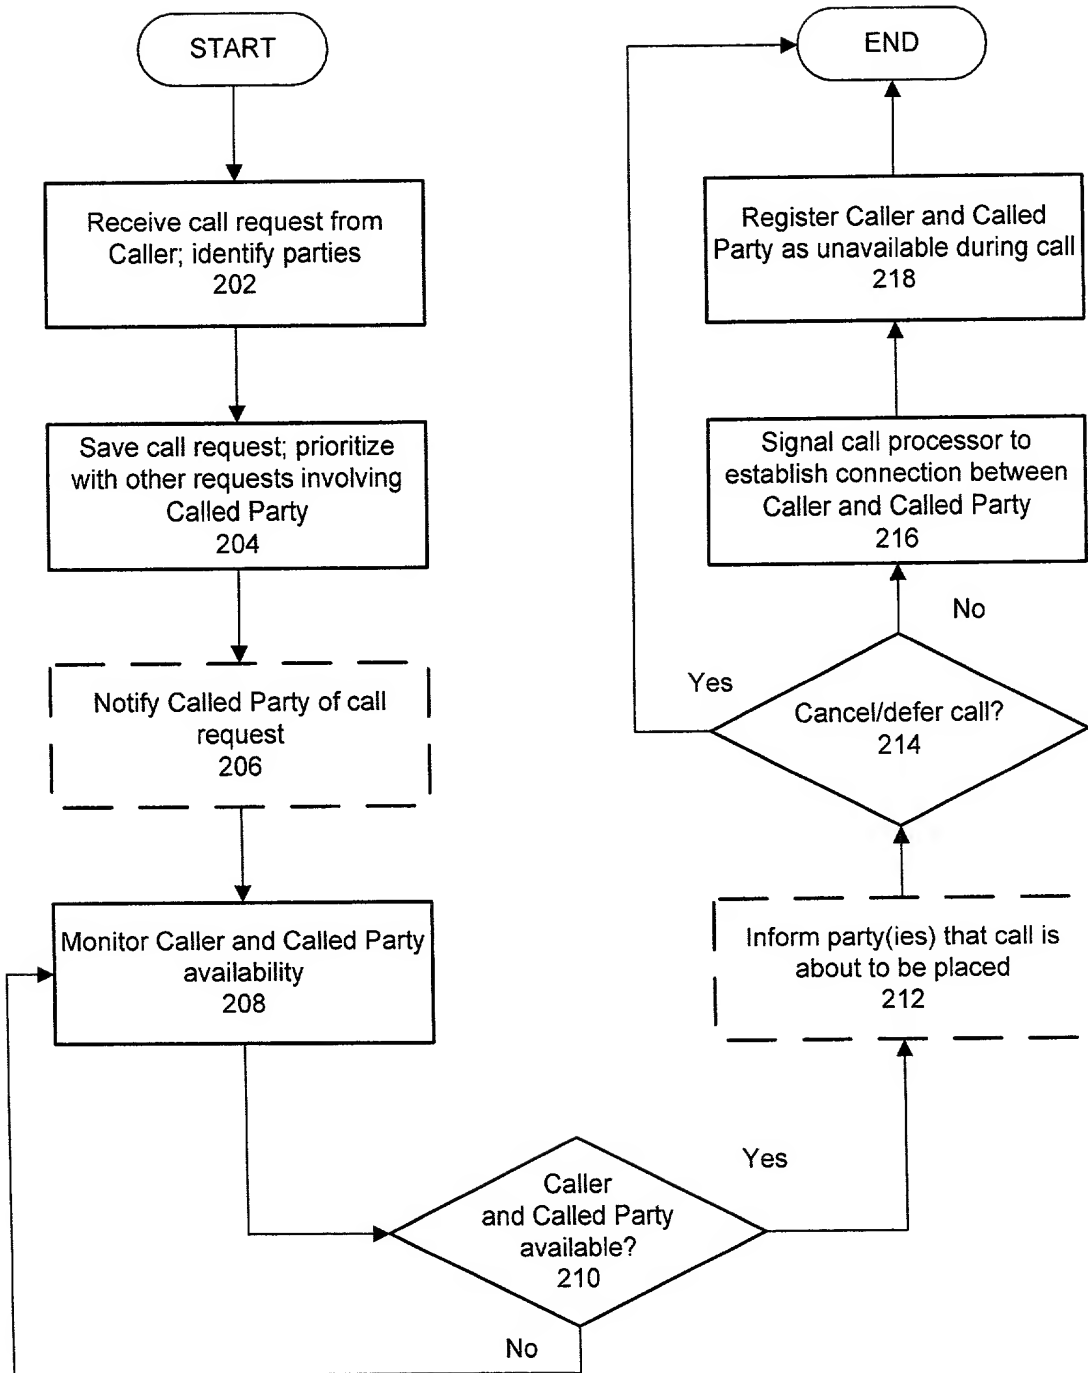 START
Receive call request from
Caller; identify parties
202
Save call request; prioritize
with other requests involving
Called Party
204
Notify Called Party of call
request
206
Monitor Caller and Called Party
availability
208
Caller
and Called Party
available?
210
No
Yes
Inform party(ies) that call is
about to be placed
212
Cancel/defer call?
214
Yes
No
Signal call processor to
establish connection between
Caller and Called Party
216
Register Caller and Called
Party as unavailable during call
218
END